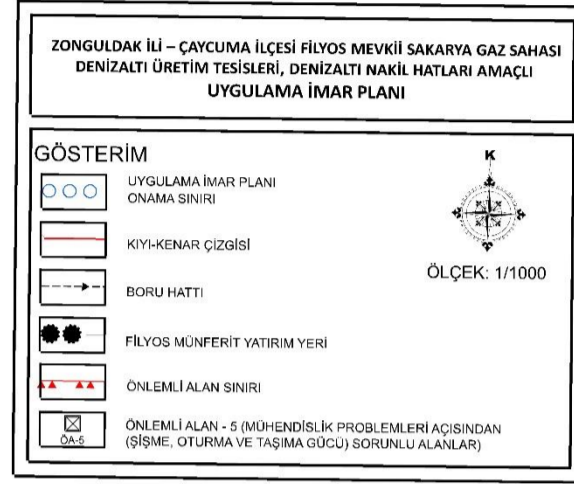 ZONGULDAK İLİ – ÇAYCUMA İLÇESİ FİLYOS MEVKİİ SAKARYA GAZ SAHASI
DENİZALTI ÜRETİM TESİSLERİ, DENİZALTI NAKİL HATLARI AMAÇLI
UYGULAMA İMAR PLANI
GÖSTERİM
UYGULAMA İMAR PLANI
ONAMA SINIRI
KIYI-KENAR ÇİZGİSİ
BORU HATTI
FİLYOS MÜNFERİT YATIRIM YERİ
ÖNLEMLİ ALAN SINIRI
ÖA-5
ÖNLEMLİ ALAN - 5 (MÜHENDİSLİK PROBLEMLERİ AÇISINDAN
(ŞİŞME, OTURMA VE TAŞIMA GÜCÜ) SORUNLU ALANLAR)
K
ÖLÇEK: 1/1000